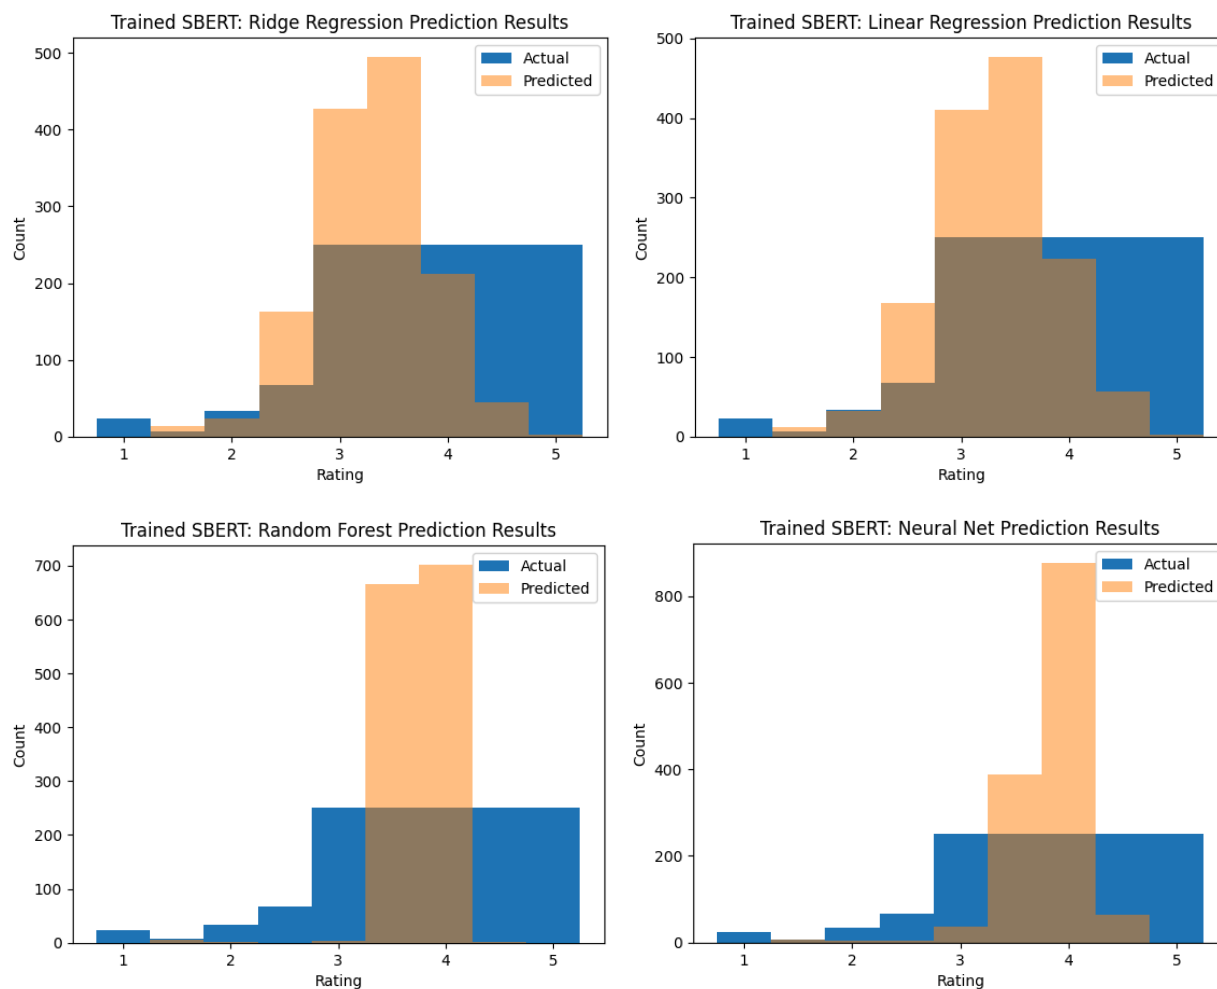 Trained SBERT: Ridge Regression Prediction Results
500
400
300
200
100
0
Count
1 2 3 4 5
Rating
Actual
Predicted
Trained SBERT: Linear Regression Prediction Results
500
400
300
200
100
0
Count
1 2 3 4 5
Rating
Actual
Predicted
Trained SBERT: Random Forest Prediction Results
700
600
500
400
300
200
100
0
Count
1 2 3 4 5
Rating
Actual
Predicted
Trained SBERT: Neural Net Prediction Results
800
600
400
200
0
Count
1 2 3 4 5
Rating
Actual
Predicted